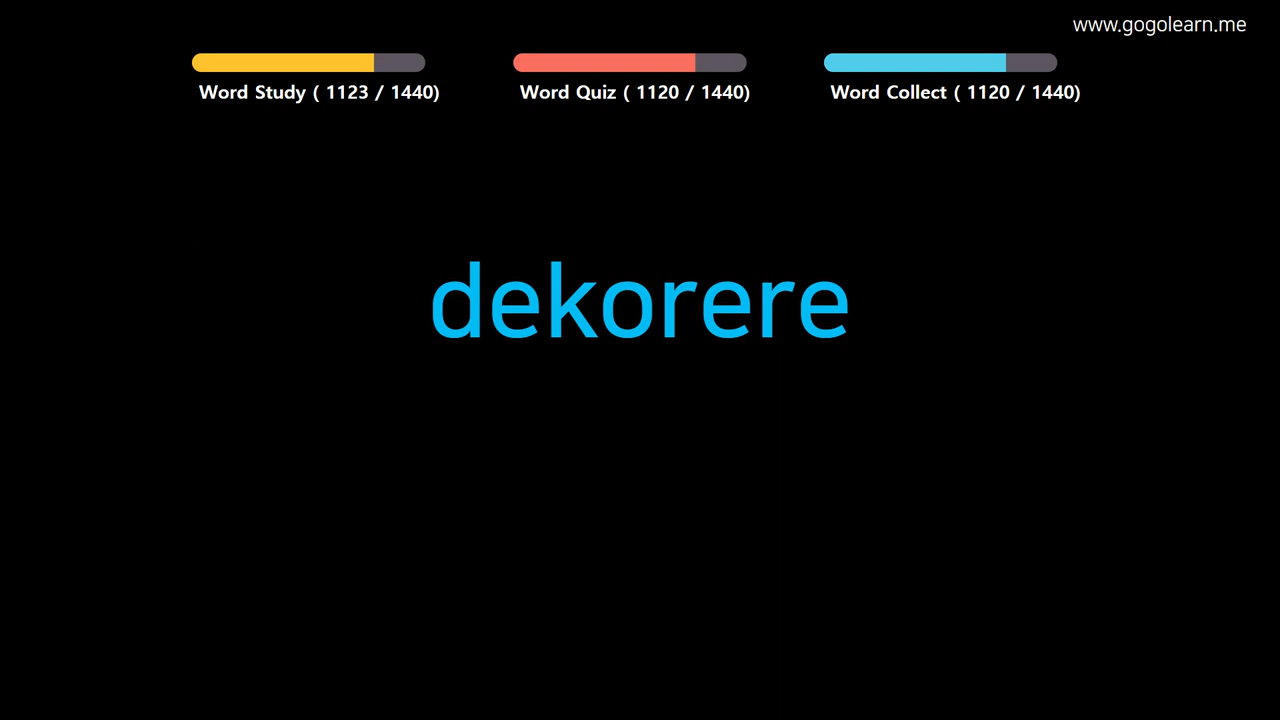 www.gogolearn.me
Word Study ( 1123 / 1440)
Word Quiz ( 1120 / 1440)
Word Collect ( 1120 / 1440)
dekorere